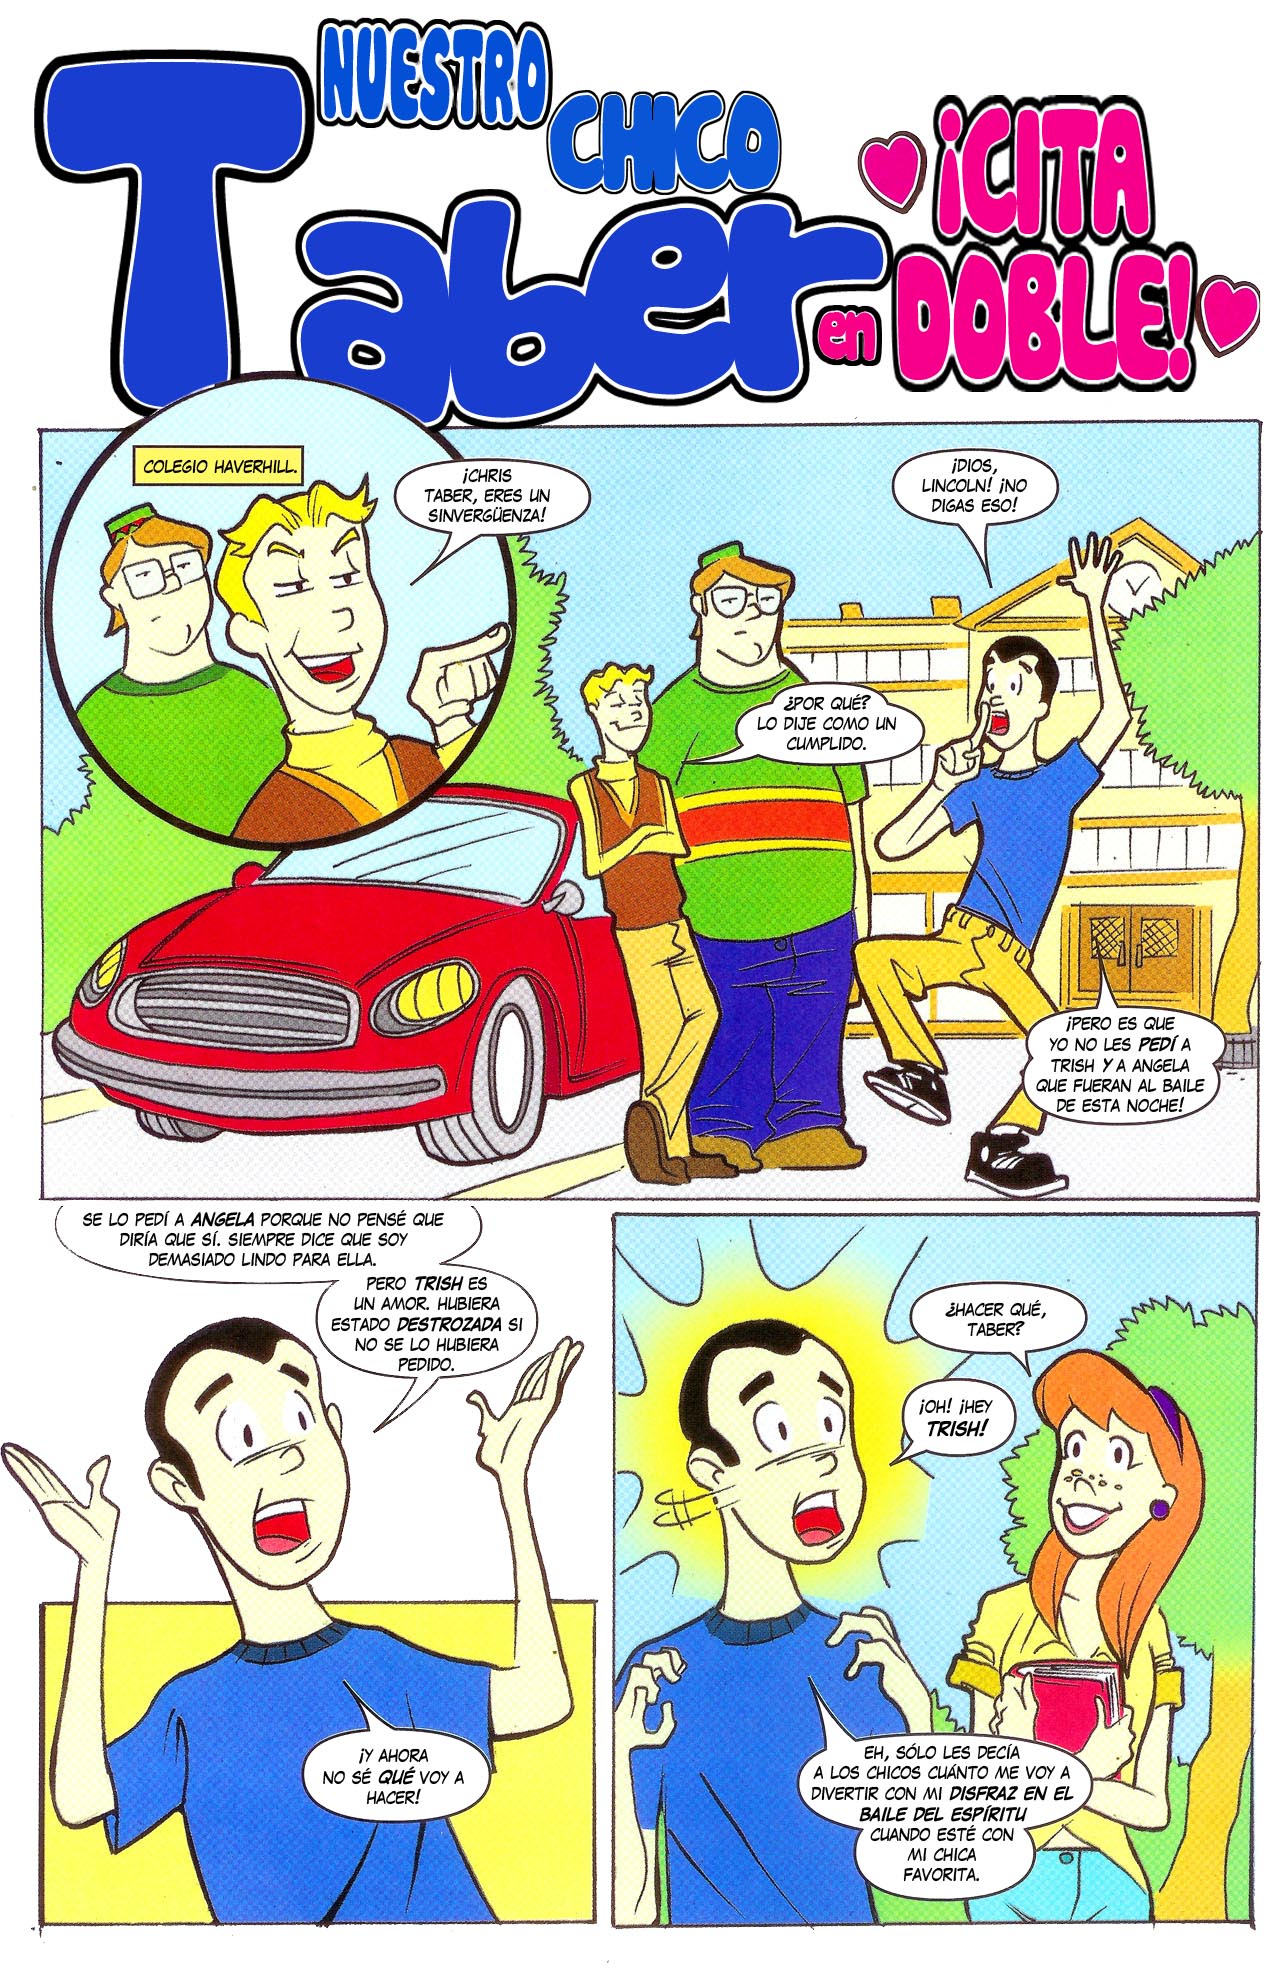 NUESTRO
CHICO
Taber
en
¡CITA
DOBLE!
COLEGIO HAVERHILL.
¡CHRIS
TABER, ERES UN
SINVERGÜENZA!
¡DIOS,
LINCOLN! ¡NO
DIGAS ESO!
¿POR QUÉ?
LO DIJE COMO UN
CUMPLIDO.
¡PERO ES QUE
YO NO LES PEDÍ A
TRISH Y A ANGELA
QUE FUERAN AL BAILE
DE ESTA NOCHE!
SE LO PEDÍ A ANGELA PORQUE NO PENSÉ QUE
DIRÍA QUE SÍ. SIEMPRE DICE QUE SOY
DEMASIADO LINDO PARA ELLA.
PERO TRISH ES
UN AMOR. HUBIERA
ESTADO DESTROZADA SI
NO SE LO HUBIERA
PEDIDO.
¡Y AHORA
NO SÉ QUÉ VOY A
HACER!
¿HACER QUÉ,
TABER?
¡OH! ¡HEY
TRISH!
EH, SÓLO LES DECÍA
A LOS CHICOS CUÁNTO ME VOY A
DIVERTIR CON MI DISFRAZ EN EL
BAILE DEL ESPÍRITU
CUANDO ESTÉ CON
MI CHICA
FAVORITA.